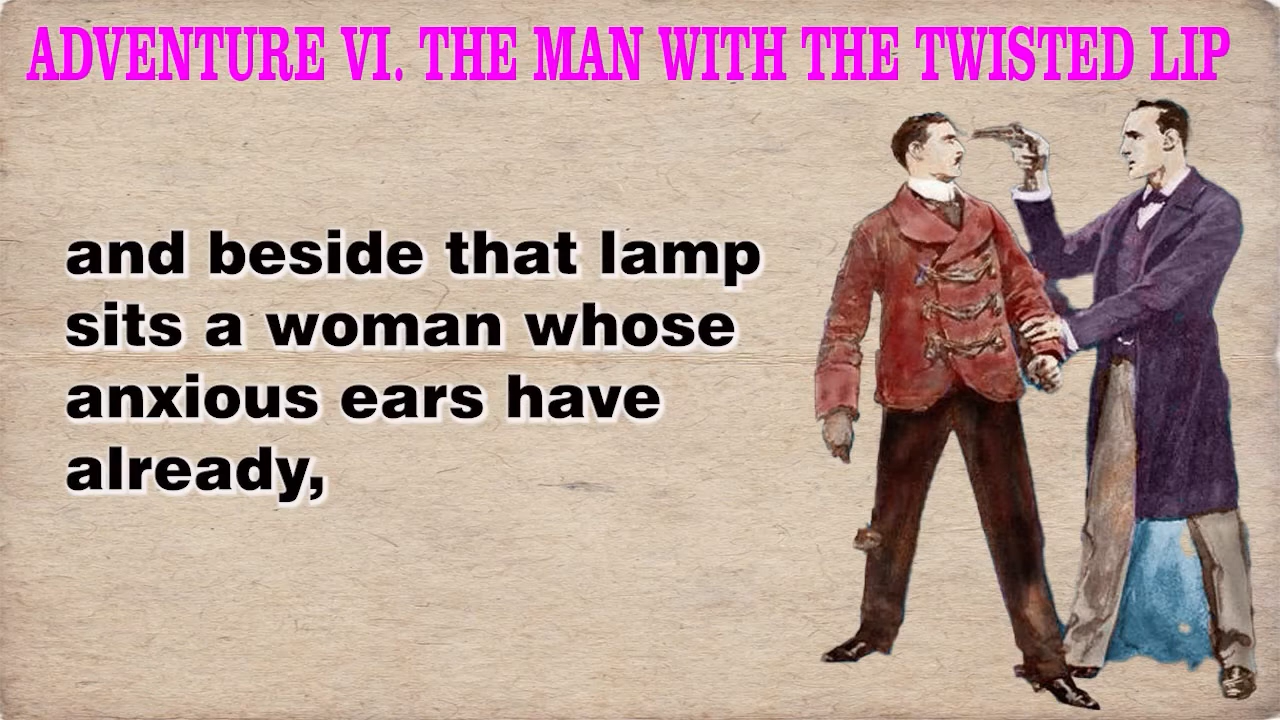 ADVENTURE VI. THE MAN WITH THE TWISTED LIP
and beside that lamp
sits a woman whose
anxious ears have
already,